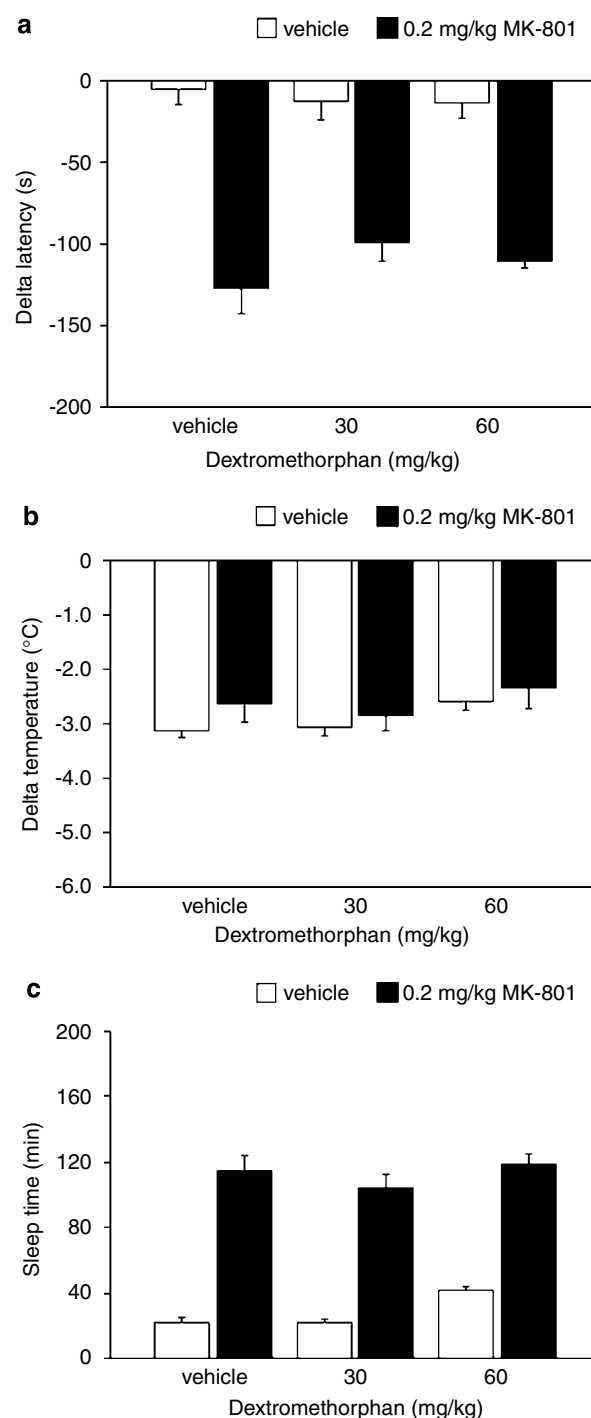 a
vehicle 0.2 mg/kg MK-801
0
-50
-100
-150
-200
Delta latency (s)
vehicle 30 60
Dextromethorphan (mg/kg)
b
vehicle 0.2 mg/kg MK-801
0
-1.0
-2.0
-3.0
-4.0
-5.0
-6.0
Delta temperature (°C)
vehicle 30 60
Dextromethorphan (mg/kg)
c
vehicle 0.2 mg/kg MK-801
200
160
120
80
40
0
Sleep time (min)
vehicle 30 60
Dextromethorphan (mg/kg)